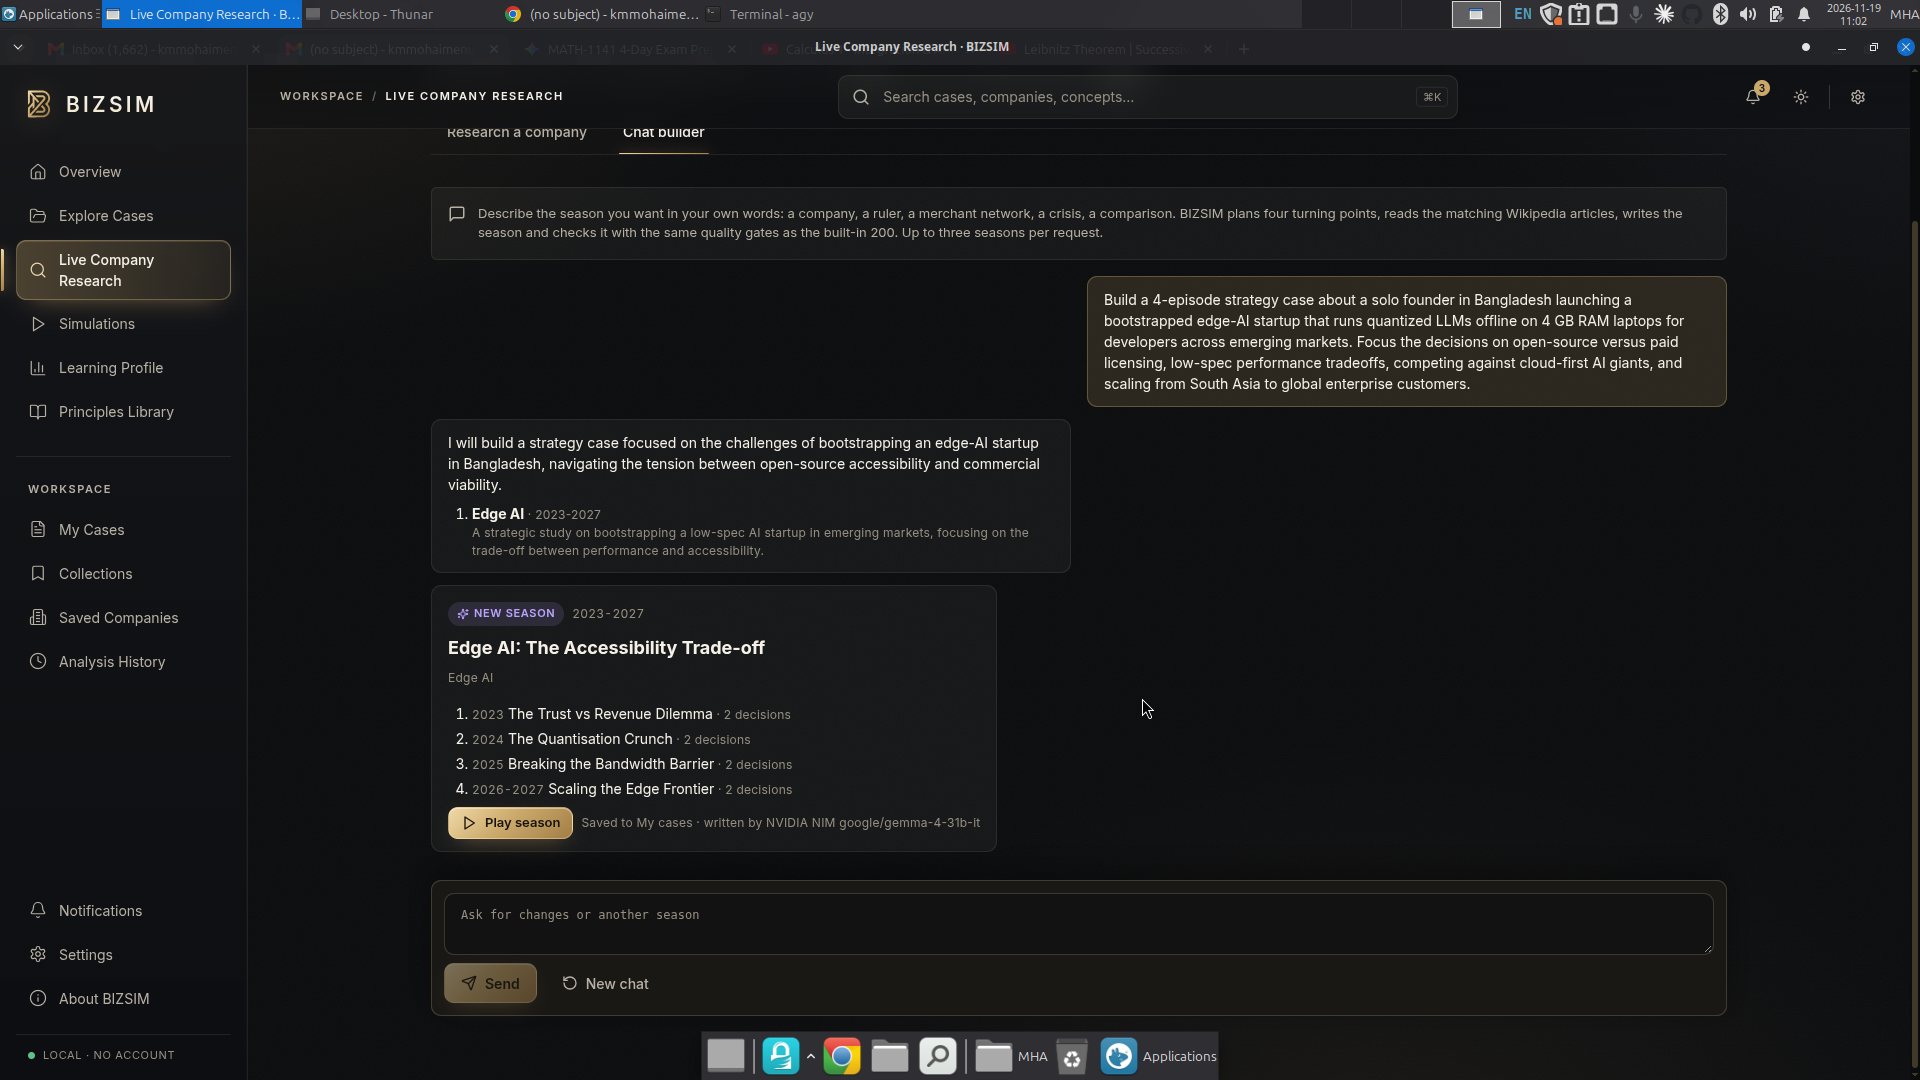 Applications
Live Company Research · B...
Desktop - Thunar
(no subject) - kmmohaime...
Terminal - agy
EN
2026-11-19
11:02
MHA
Inbox (1,662) - kmmohaime
(no subject) - kmmohaime
MATH-1141 4-Day Exam Pr
Calc
Live Company Research · BIZSIM
Leibnitz Theorem | Success
BIZSIM
WORKSPACE / LIVE COMPANY RESEARCH
Search cases, companies, concepts...
⌘K
3
Overview
Explore Cases
Live Company
Research
Simulations
Learning Profile
Principles Library
WORKSPACE
My Cases
Collections
Saved Companies
Analysis History
Notifications
Settings
About BIZSIM
LOCAL · NO ACCOUNT
Research a company
Chat builder
Describe the season you want in your own words: a company, a ruler, a merchant network, a crisis, a comparison. BIZSIM plans four turning points, reads the matching Wikipedia articles, writes the
season and checks it with the same quality gates as the built-in 200. Up to three seasons per request.
Build a 4-episode strategy case about a solo founder in Bangladesh launching a
bootstrapped edge-AI startup that runs quantized LLMs offline on 4 GB RAM laptops for
developers across emerging markets. Focus the decisions on open-source versus paid
licensing, low-spec performance tradeoffs, competing against cloud-first AI giants, and
scaling from South Asia to global enterprise customers.
I will build a strategy case focused on the challenges of bootstrapping an edge-AI startup
in Bangladesh, navigating the tension between open-source accessibility and commercial
viability.
1. Edge AI · 2023-2027
A strategic study on bootstrapping a low-spec AI startup in emerging markets, focusing on the
trade-off between performance and accessibility.
NEW SEASON 2023-2027
Edge AI: The Accessibility Trade-off
Edge AI
1. 2023 The Trust vs Revenue Dilemma · 2 decisions
2. 2024 The Quantisation Crunch · 2 decisions
3. 2025 Breaking the Bandwidth Barrier · 2 decisions
4. 2026-2027 Scaling the Edge Frontier · 2 decisions
Play season
Saved to My cases · written by NVIDIA NIM google/gemma-4-31b-it
Ask for changes or another season
Send
New chat
MHA
Applications